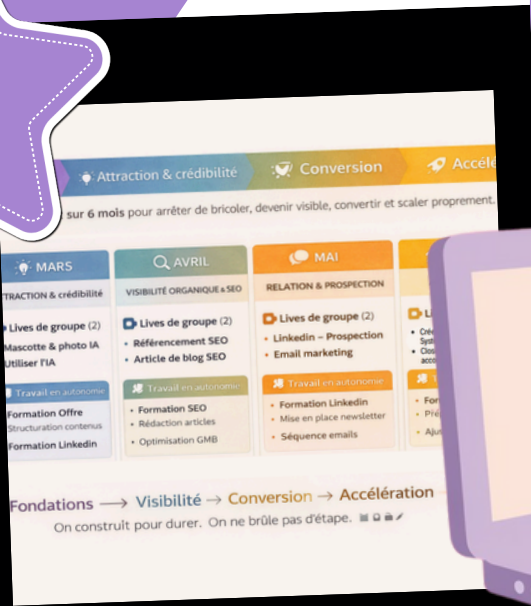 Attraction & crédibilité
Conversion
Accélé
sur 6 mois pour arrêter de bricoler, devenir visible, convertir et scaler proprement.
MARS
TRACTION & crédibilité
Lives de groupe (2)
Mascotte & photo IA
Utiliser l'IA
Travail en autonomie
Formation Offre
Structuration contenus
Formation Linkedin
AVRIL
VISIBILITÉ ORGANIQUE & SEO
Lives de groupe (2)
• Référencement SEO
• Article de blog SEO
Travail en autonomie
• Formation SEO
• Rédaction articles
• Optimisation GMB
MAI
RELATION & PROSPECTION
Lives de groupe (2)
• Linkedin – Prospection
• Email marketing
Travail en autonomie
• Formation Linkedin
• Mise en place newsletter
• Séquence emails
Fondations → Visibilité → Conversion → Accélération
On construit pour durer. On ne brûle pas d'étape.